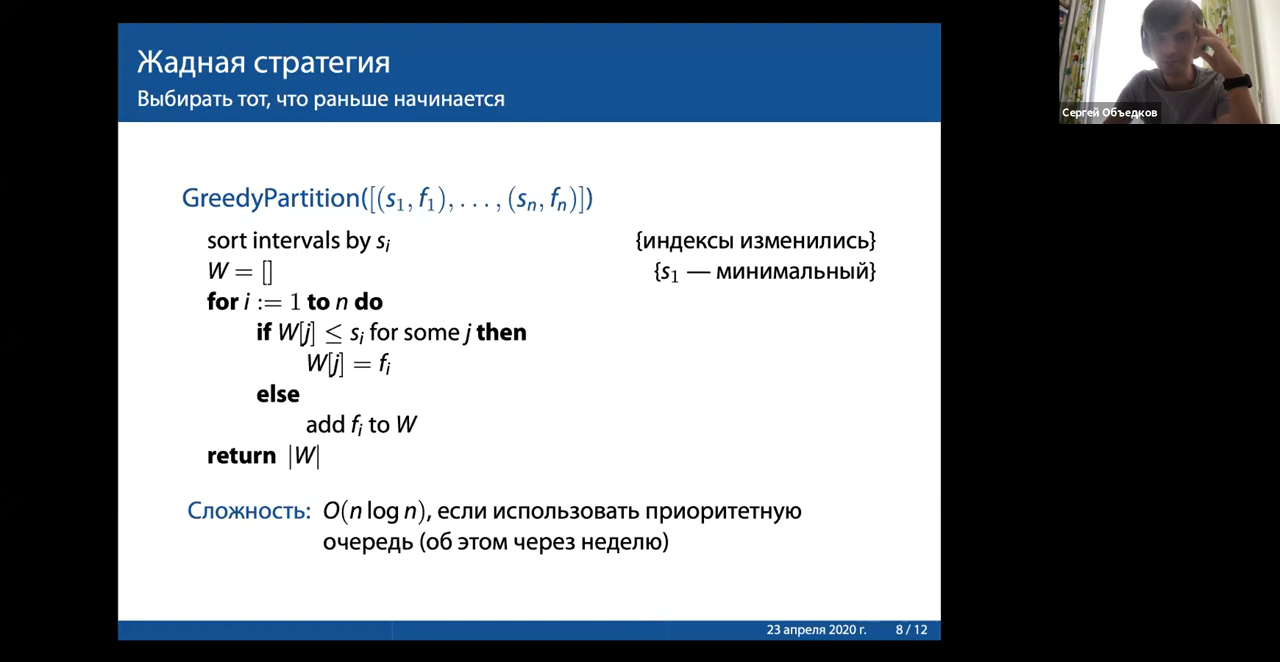 Жадная стратегия
Выбирать тот, что раньше начинается
Сергей Объедков
GreedyPartition([(s₁, f₁), . . . , (sₙ, fₙ)])
sort intervals by sᵢ {индексы изменились}
W = [] {s₁ — минимальный}
for i := 1 to n do
if W[j] ≤ sᵢ for some j then
W[j] = fᵢ
else
add fᵢ to W
return |W|
Сложность: O(n log n), если использовать приоритетную
очередь (об этом через неделю)
23 апреля 2020 г. 8 / 12